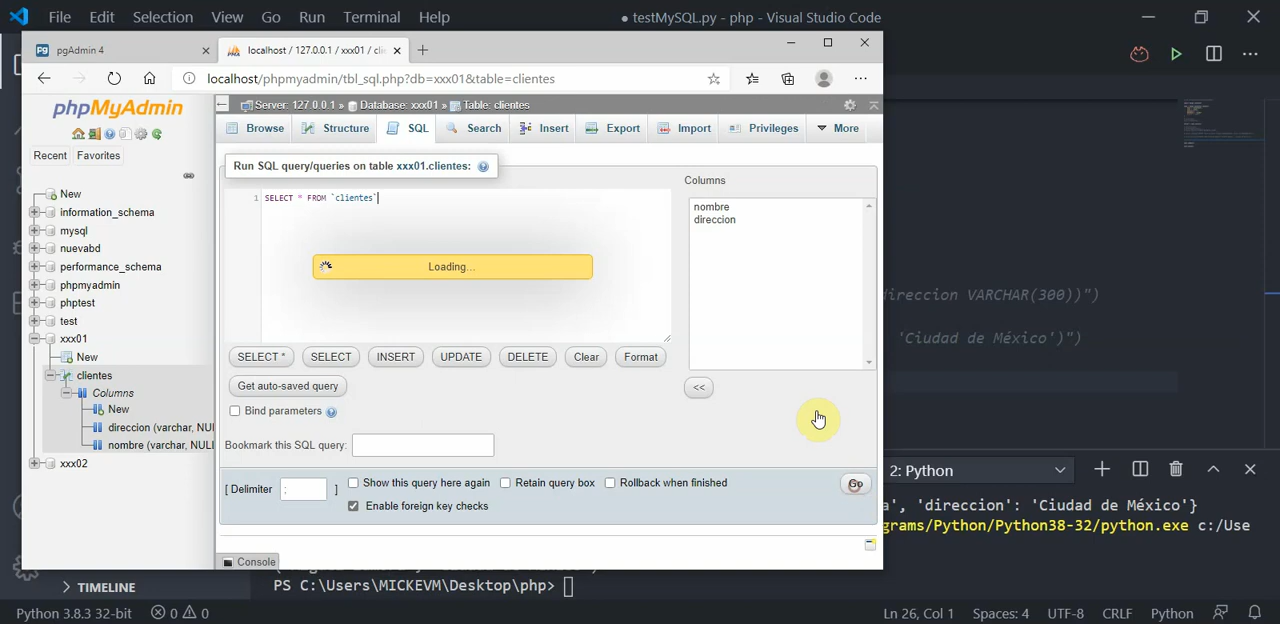 File Edit Selection View Go Run Terminal Help
● testMySQL.py - php - Visual Studio Code
pgAdmin 4
localhost / 127.0.0.1 / xxx01 / cli
localhost/phpmyadmin/tbl_sql.php?db=xxx01&table=clientes
phpMyAdmin
Recent Favorites
New
information_schema
mysql
nuevabd
performance_schema
phpmyadmin
phptest
test
xxx01
New
clientes
Columns
New
direccion (varchar, NUL
nombre (varchar, NULL
xxx02
Server: 127.0.0.1 » Database: xxx01 » Table: clientes
Browse Structure SQL Search Insert Export Import Privileges More
Run SQL query/queries on table xxx01.clientes:
1 SELECT * FROM `clientes`
Loading...
Columns
nombre
direccion
SELECT * SELECT INSERT UPDATE DELETE Clear Format
<<
Get auto-saved query
Bind parameters
Bookmark this SQL query:
[ Delimiter ; ]
Show this query here again Retain query box Rollback when finished
Enable foreign key checks
Go
Console
direccion VARCHAR(300))")
'Ciudad de México')")
2: Python
a', 'direccion': 'Ciudad de México'}
grams/Python/Python38-32/python.exe c:/Use
PS C:\Users\MICKEVM\Desktop\php>
TIMELINE
Python 3.8.3 32-bit 0 0
Ln 26, Col 1 Spaces: 4 UTF-8 CRLF Python